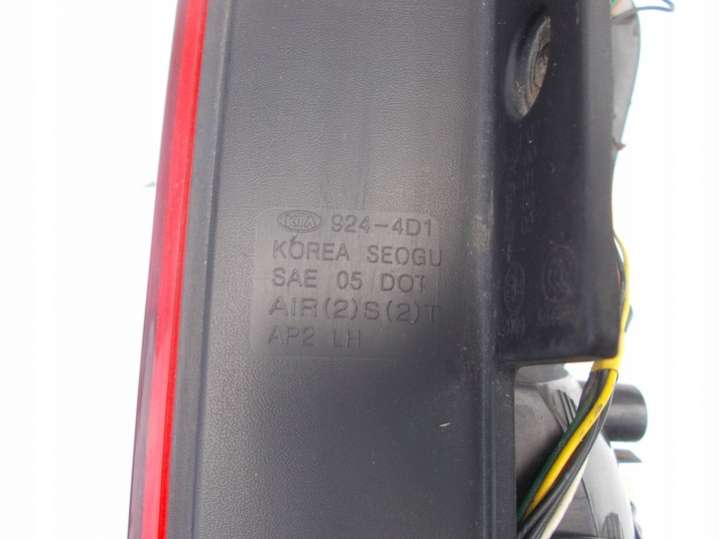 KIA 924-4D1
KOREA SEOGU
SAE 05 DOT
AIR(2)S(2)T
AP2 LH